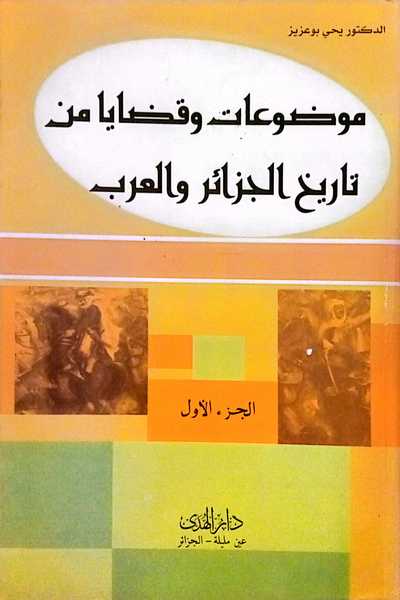 الدكتور يحي بوعزيز
موضوعات وقضايا من
تاريخ الجزائر والعرب
الجزء الأول
دار الهدى
عين مليلة - الجزائر